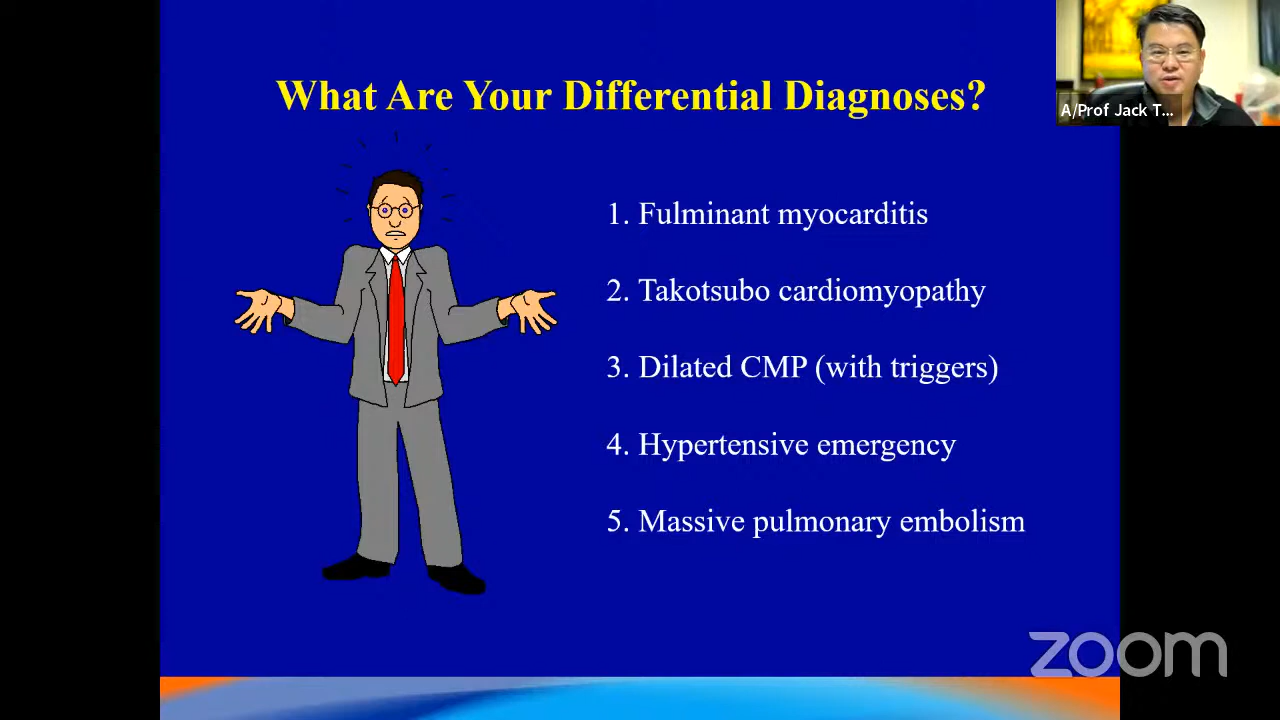 What Are Your Differential Diagnoses?
A/Prof Jack T...
1. Fulminant myocarditis
2. Takotsubo cardiomyopathy
3. Dilated CMP (with triggers)
4. Hypertensive emergency
5. Massive pulmonary embolism
zoom